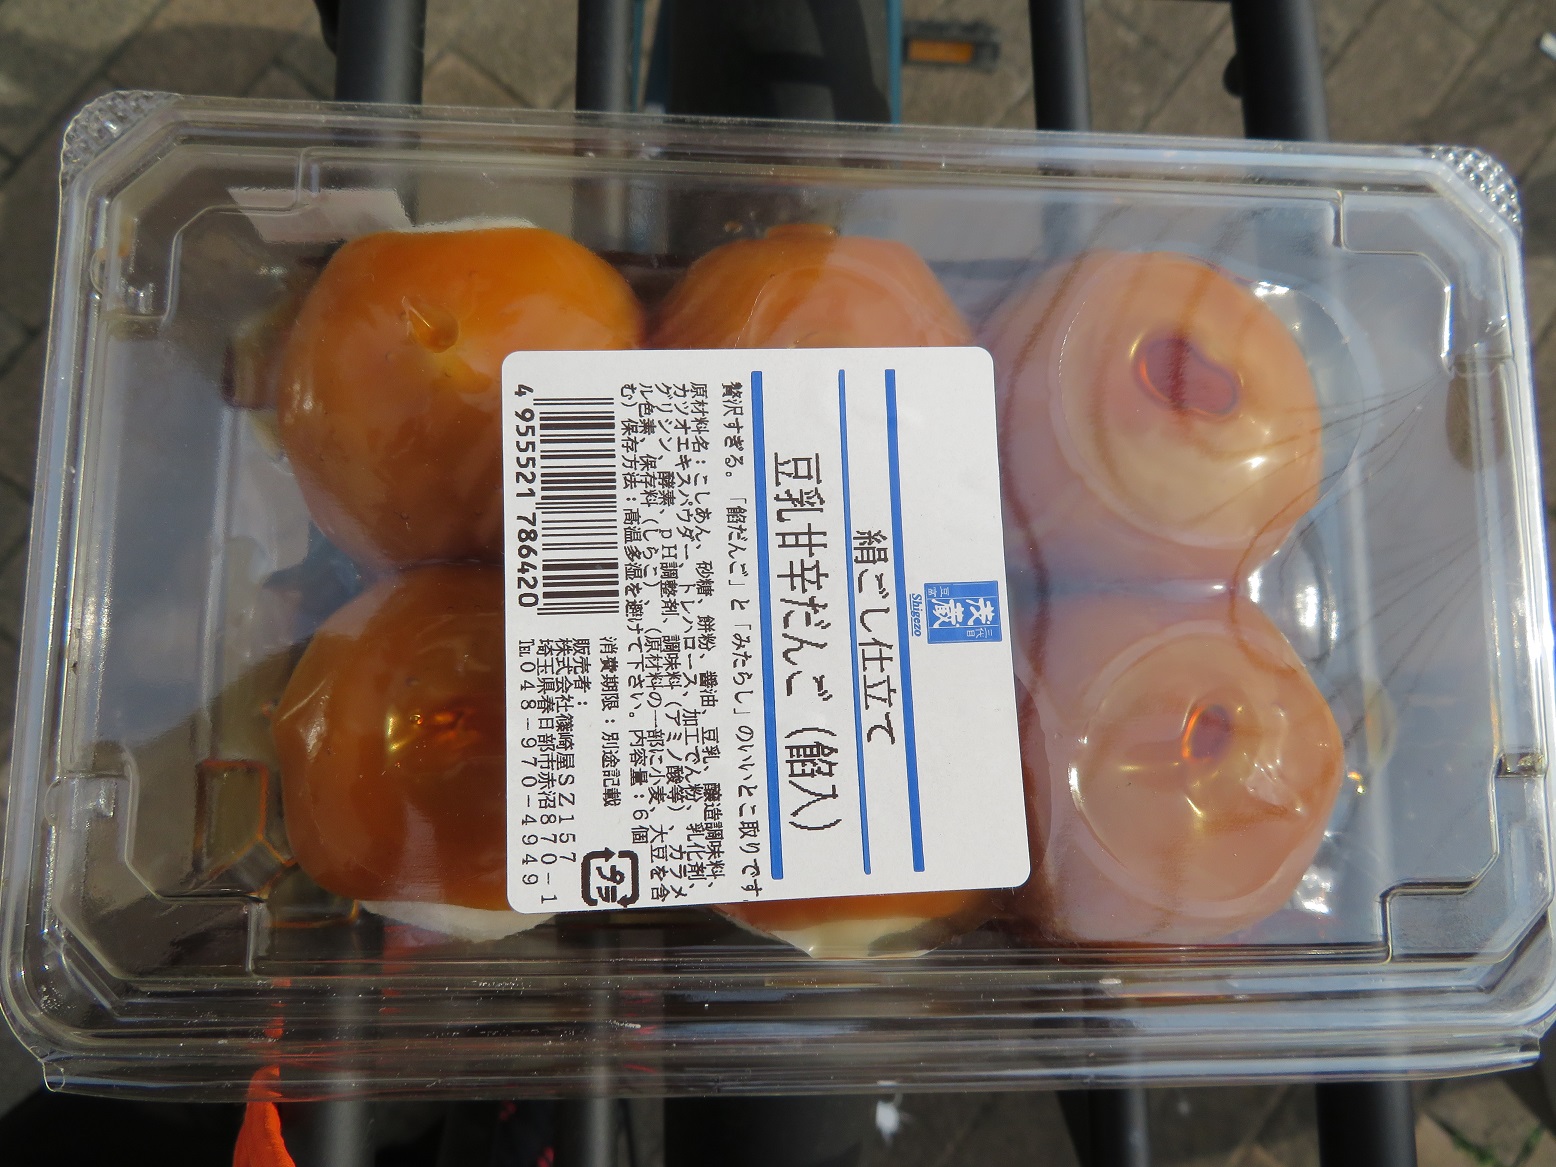 三代目
茂蔵
豆富
Shigezo
絹ごし仕立て
豆乳甘辛だんご（餡入）
贅沢すぎる。「餡だんご」と「みたらし」のいいとこ取りです。
原材料名：こしあん、砂糖、餅粉、醤油、豆乳、醸造調味料、
カツオエキスパウダー、トレハロース、加工でん粉、乳化剤、
グリシン、酵素、ｐＨ調整剤、調味料（アミノ酸等）、カラメ
ル色素、保存料（しらこ）、（原材料の一部に小麦、大豆を含
む）保存方法：高温多湿を避けて下さい。内容量：６個
消費期限：別途記載
販売者：
株式会社篠崎屋ＳＺ１５７
埼玉県春日部市赤沼８７０－１
℡０４８－９７０－４９４９
プラ
4 955521 786420